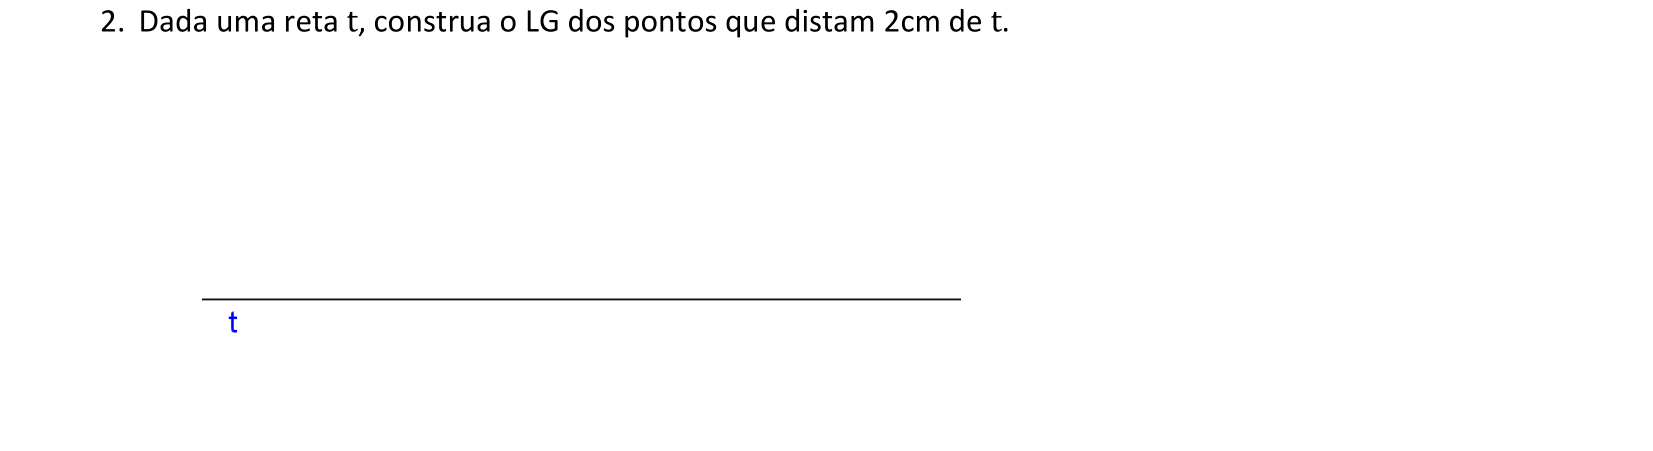 2. Dada uma reta t, construa o LG dos pontos que distam 2cm de t.
t